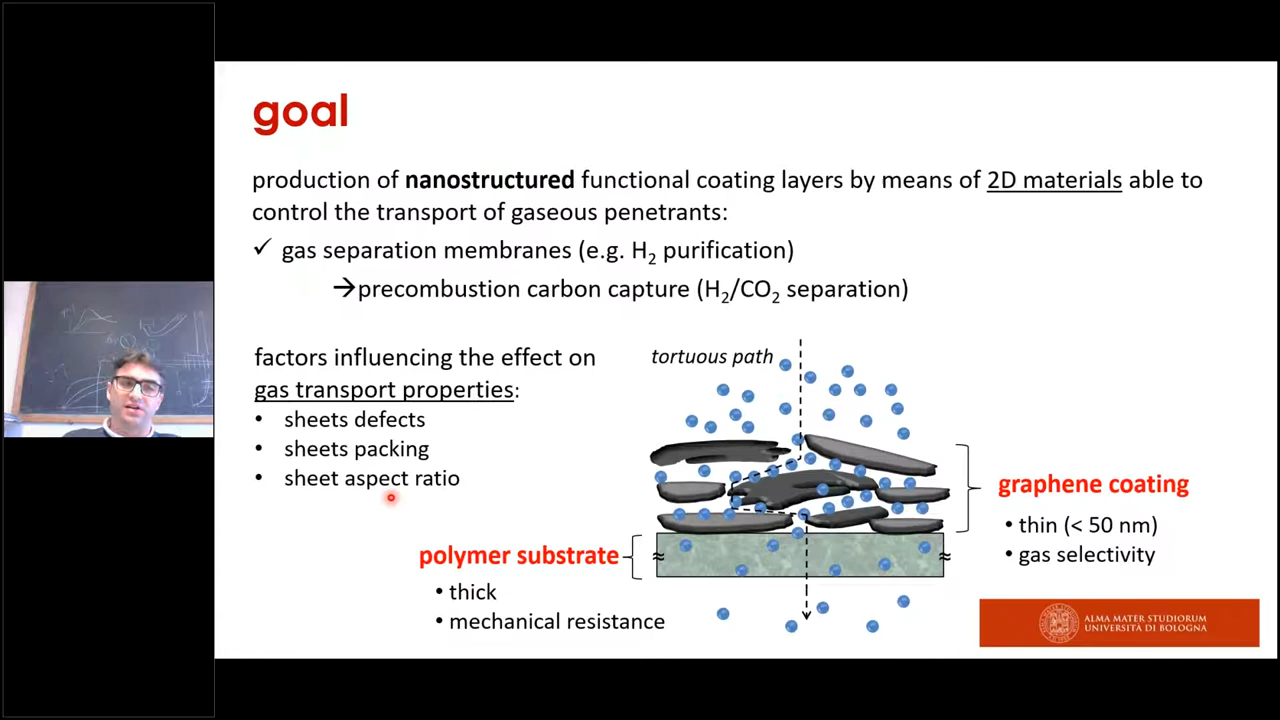 goal
production of nanostructured functional coating layers by means of 2D materials able to
control the transport of gaseous penetrants:
✓ gas separation membranes (e.g. H₂ purification)
→precombustion carbon capture (H₂/CO₂ separation)
factors influencing the effect on
gas transport properties:
• sheets defects
• sheets packing
• sheet aspect ratio
tortuous path
graphene coating
• thin (< 50 nm)
• gas selectivity
polymer substrate
• thick
• mechanical resistance
≈ ≈
ALMA MATER STUDIORUM
UNIVERSITÀ DI BOLOGNA